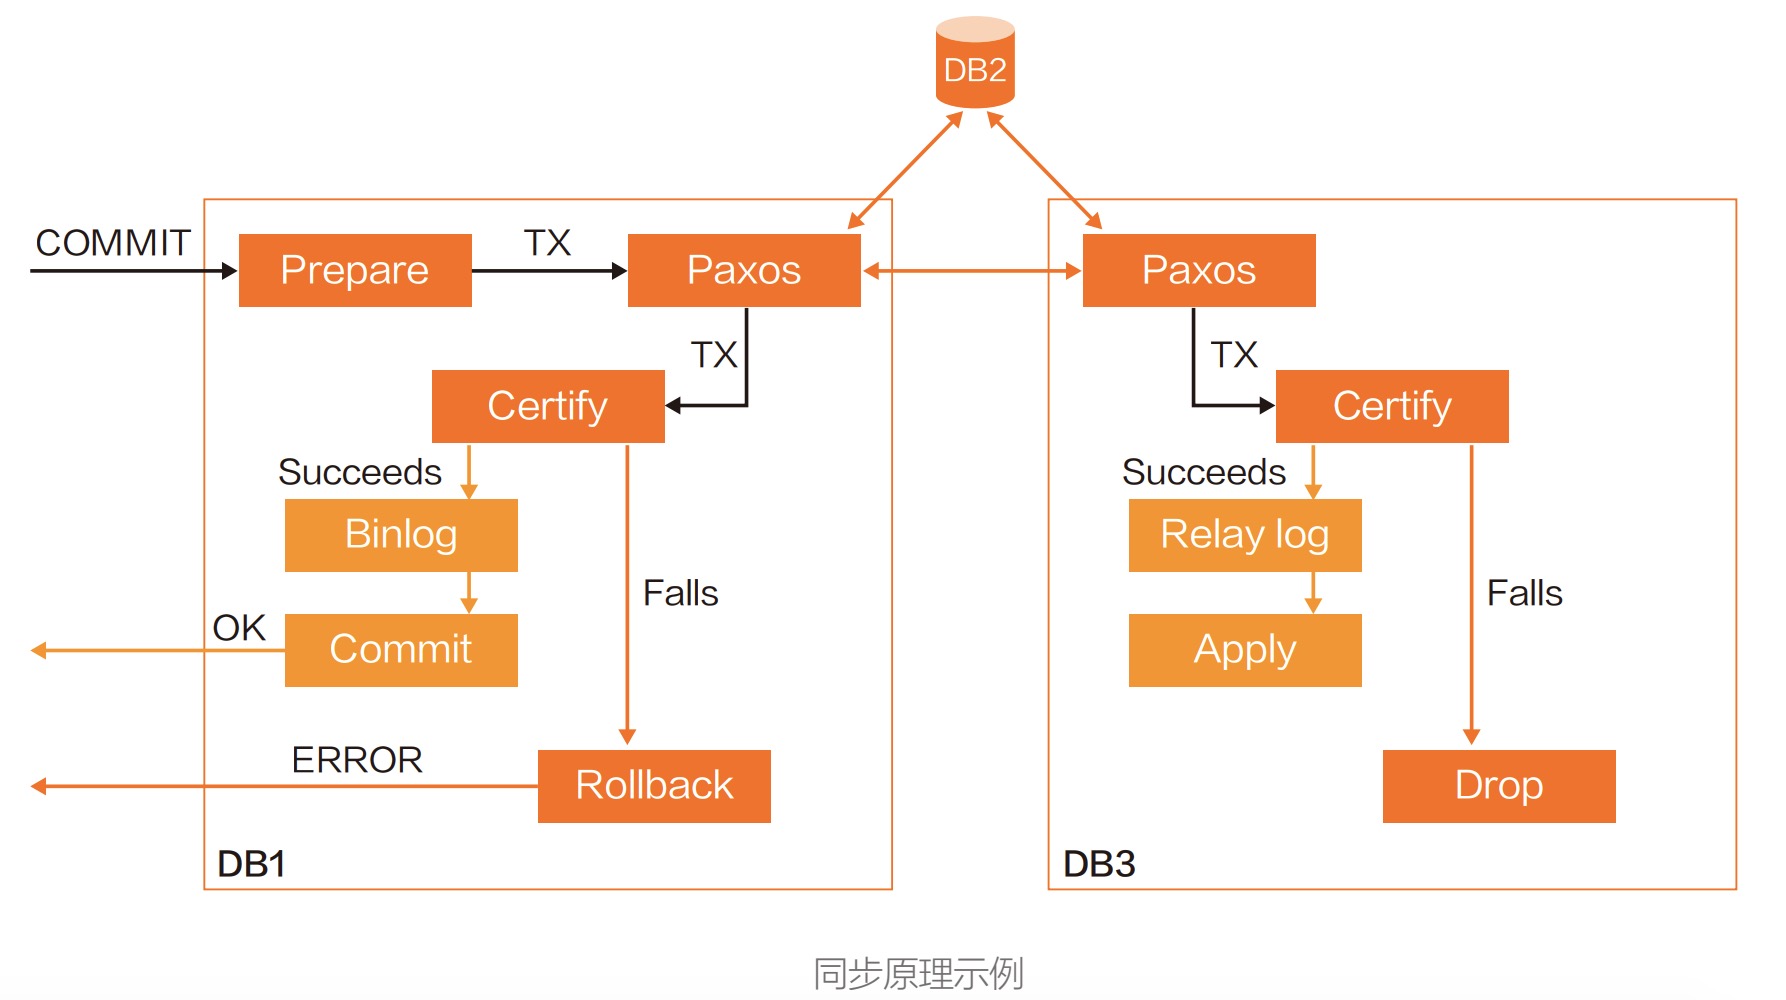 DB2
COMMIT
Prepare
TX
Paxos
Paxos
TX
TX
Certify
Certify
Succeeds
Succeeds
Binlog
Relay log
Falls
Falls
OK
Commit
Apply
ERROR
Rollback
Drop
DB1
DB3
同步原理示例